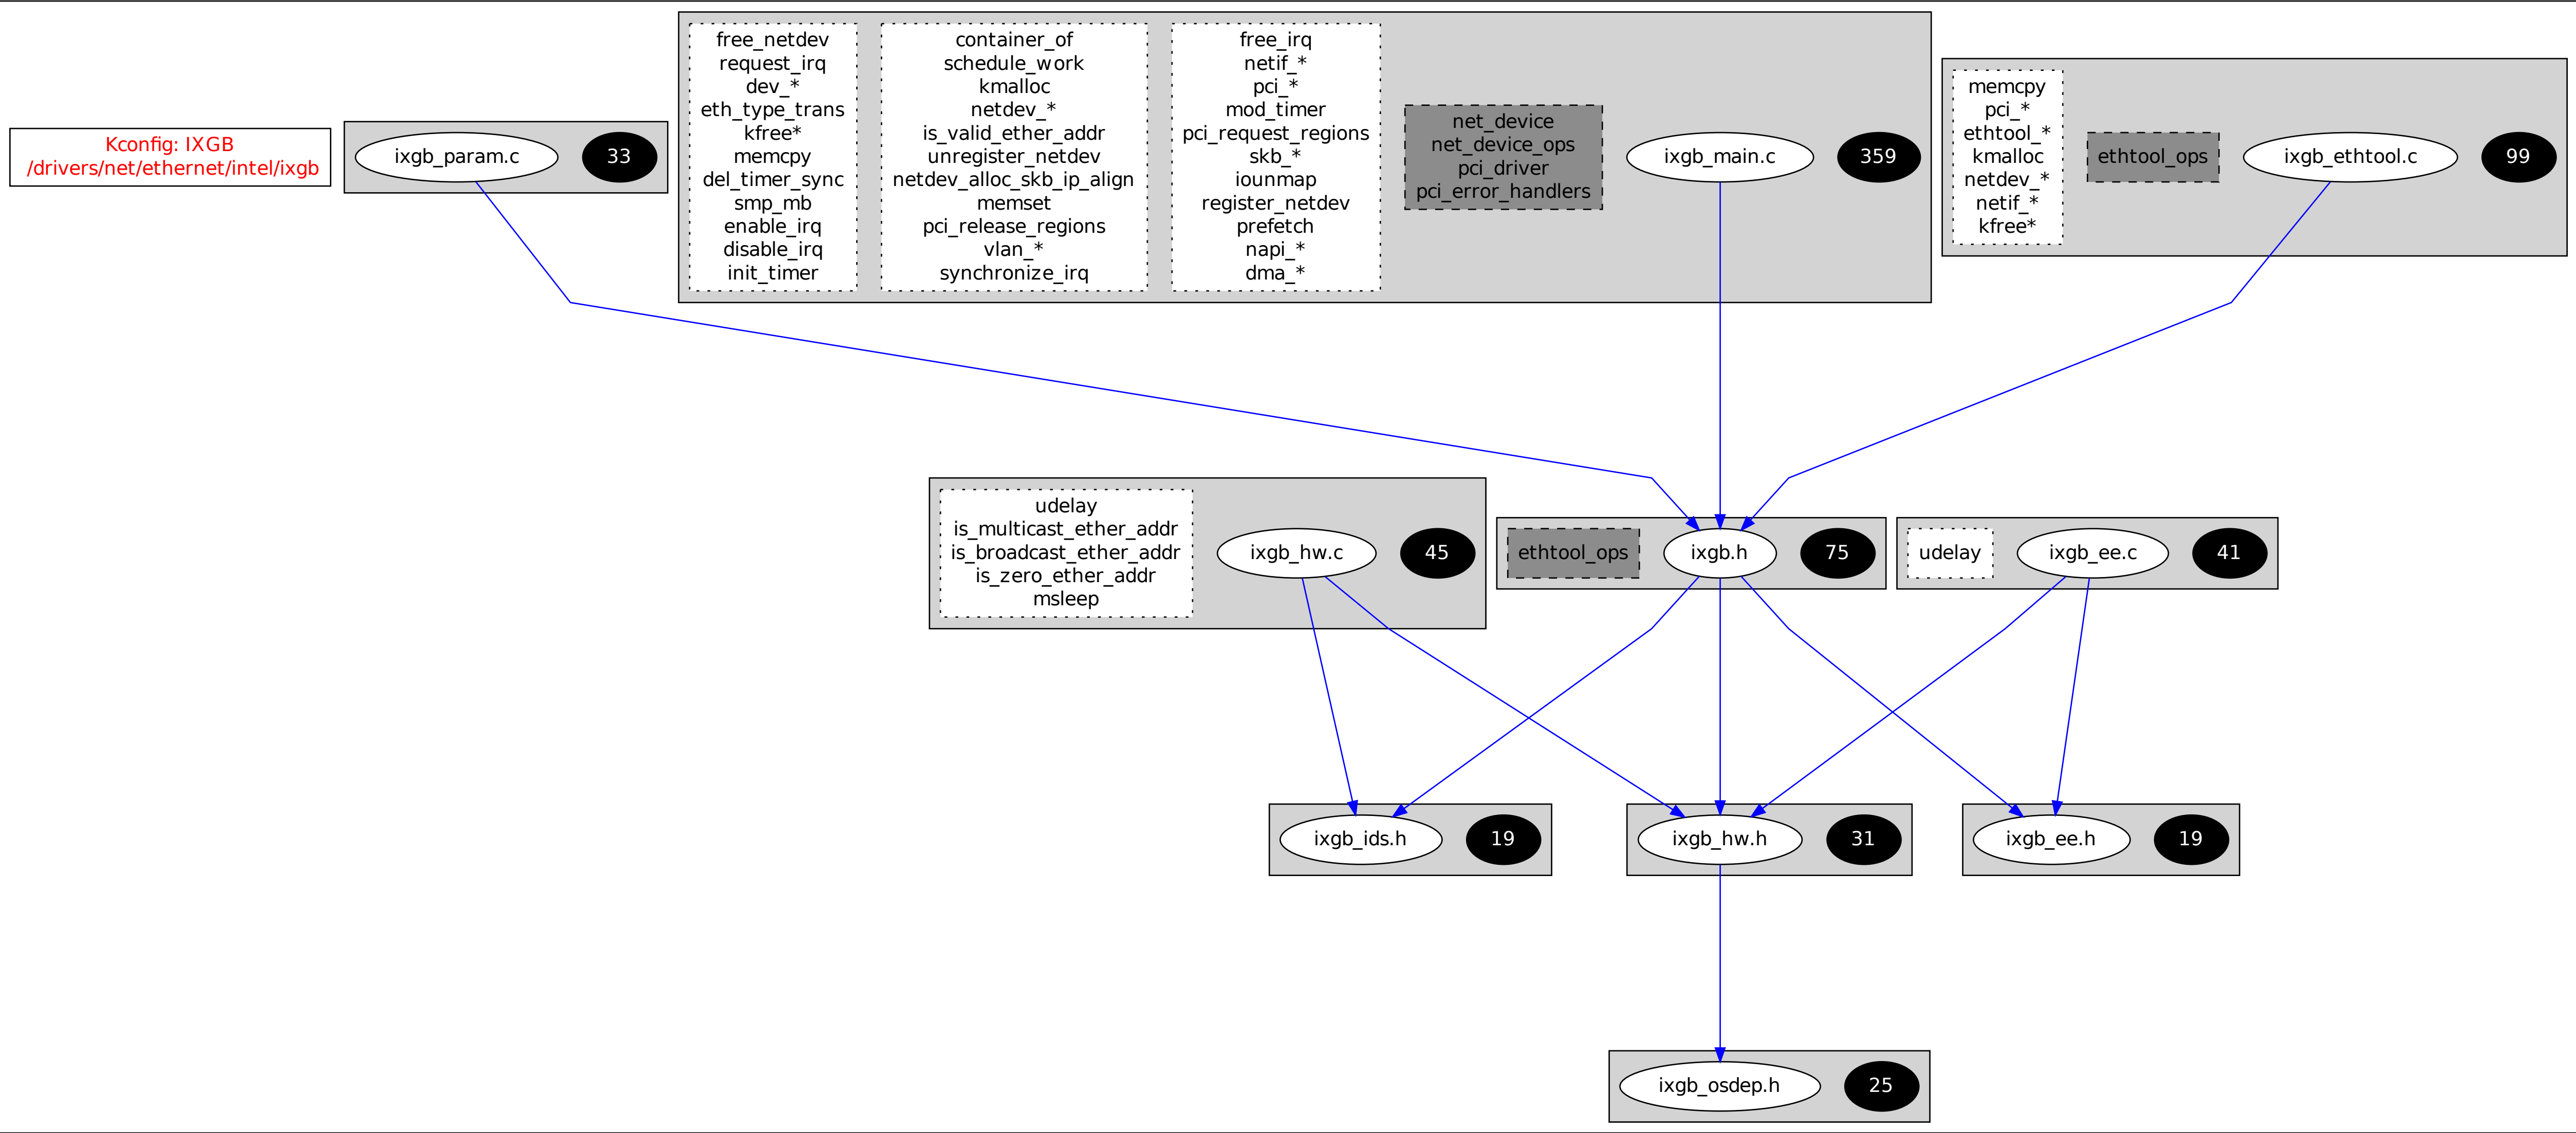 Kconfig: IXGB
/drivers/net/ethernet/intel/ixgb
ixgb_param.c
33
free_netdev
request_irq
dev_*
eth_type_trans
kfree*
memcpy
del_timer_sync
smp_mb
enable_irq
disable_irq
init_timer
container_of
schedule_work
kmalloc
netdev_*
is_valid_ether_addr
unregister_netdev
netdev_alloc_skb_ip_align
memset
pci_release_regions
vlan_*
synchronize_irq
free_irq
netif_*
pci_*
mod_timer
pci_request_regions
skb_*
iounmap
register_netdev
prefetch
napi_*
dma_*
net_device
net_device_ops
pci_driver
pci_error_handlers
ixgb_main.c
359
memcpy
pci_*
ethtool_*
kmalloc
netdev_*
netif_*
kfree*
ethtool_ops
ixgb_ethtool.c
99
udelay
is_multicast_ether_addr
is_broadcast_ether_addr
is_zero_ether_addr
msleep
ixgb_hw.c
45
ethtool_ops
ixgb.h
75
udelay
ixgb_ee.c
41
ixgb_ids.h
19
ixgb_hw.h
31
ixgb_ee.h
19
ixgb_osdep.h
25